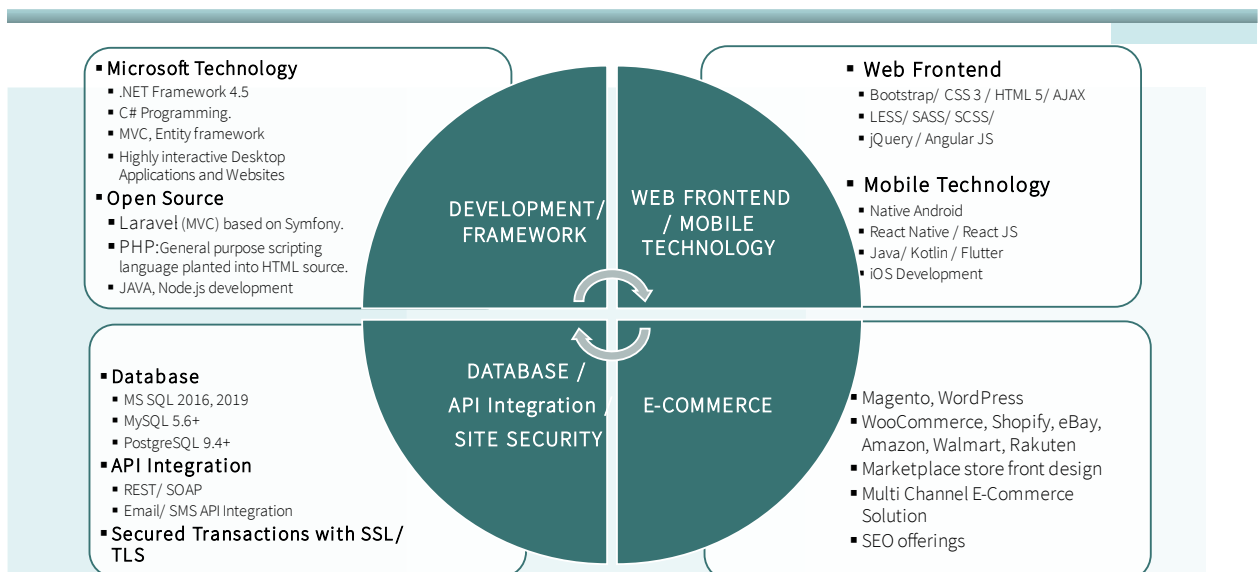 Microsoft Technology
.NET Framework 4.5
C# Programming.
MVC, Entity framework
Highly interactive Desktop
Applications and Websites
Open Source
Laravel (MVC) based on Symfony.
PHP:General purpose scripting
language planted into HTML source.
JAVA, Node.js development
DEVELOPMENT/
FRAMEWORK
WEB FRONTEND
/ MOBILE
TECHNOLOGY
Web Frontend
Bootstrap/ CSS 3 / HTML 5/ AJAX
LESS/ SASS/ SCSS/
jQuery / Angular JS
Mobile Technology
Native Android
React Native / React JS
Java/ Kotlin / Flutter
iOS Development
Database
MS SQL 2016, 2019
MySQL 5.6+
PostgreSQL 9.4+
API Integration
REST/ SOAP
Email/ SMS API Integration
Secured Transactions with SSL/
TLS
DATABASE /
API Integration /
SITE SECURITY
E-COMMERCE
Magento, WordPress
WooCommerce, Shopify, eBay,
Amazon, Walmart, Rakuten
Marketplace store front design
Multi Channel E-Commerce
Solution
SEO offerings